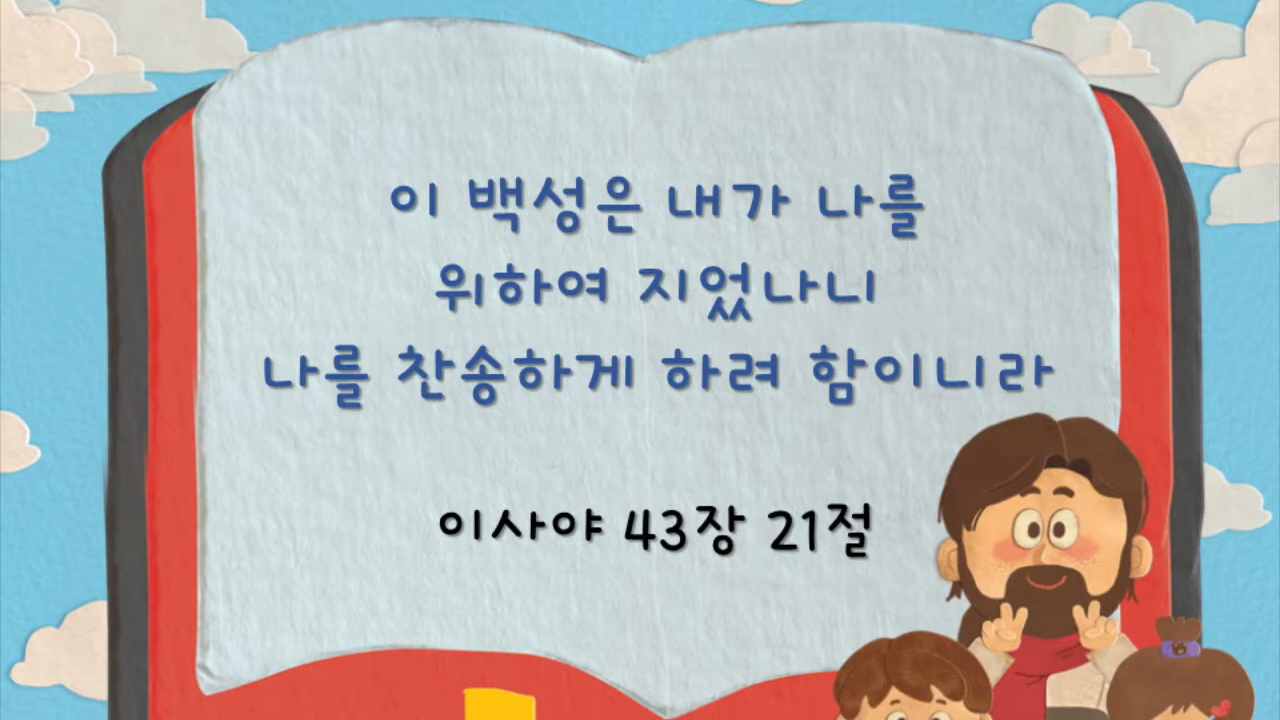 이 백성은 내가 나를
위하여 지었나니
나를 찬송하게 하려 함이니라
이사야 43장 21절